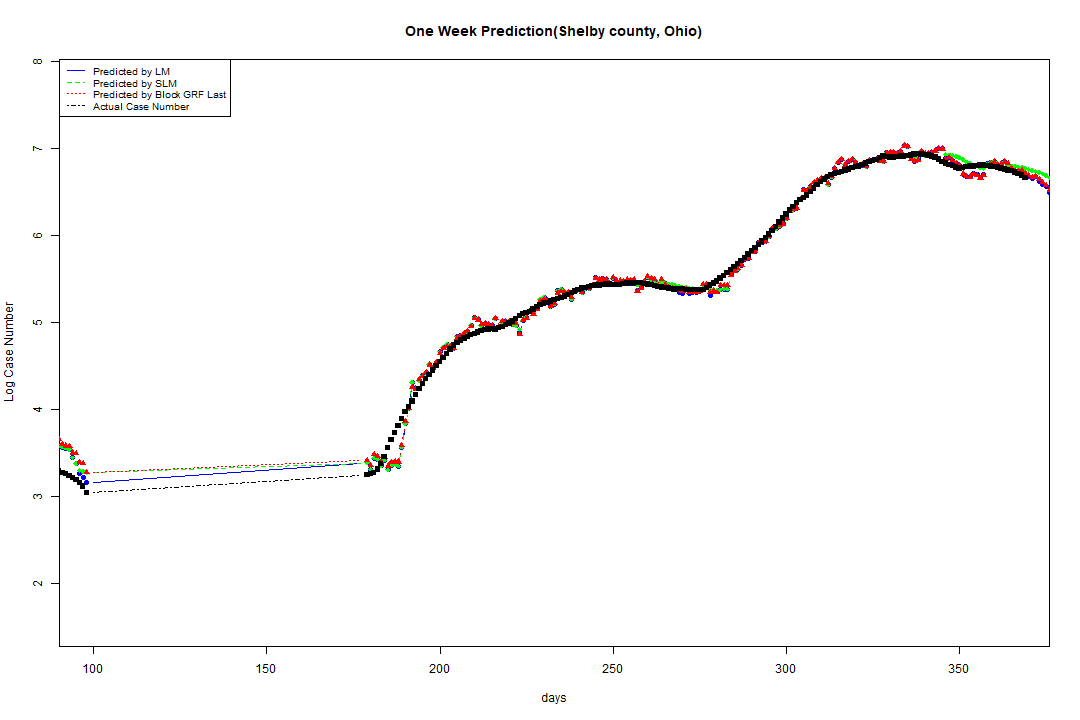 One Week Prediction(Shelby county, Ohio)
Predicted by LM
Predicted by SLM
Predicted by Block GRF Last
Actual Case Number
8
7
6
5
4
3
2
Log Case Number
100 150 200 250 300 350
days